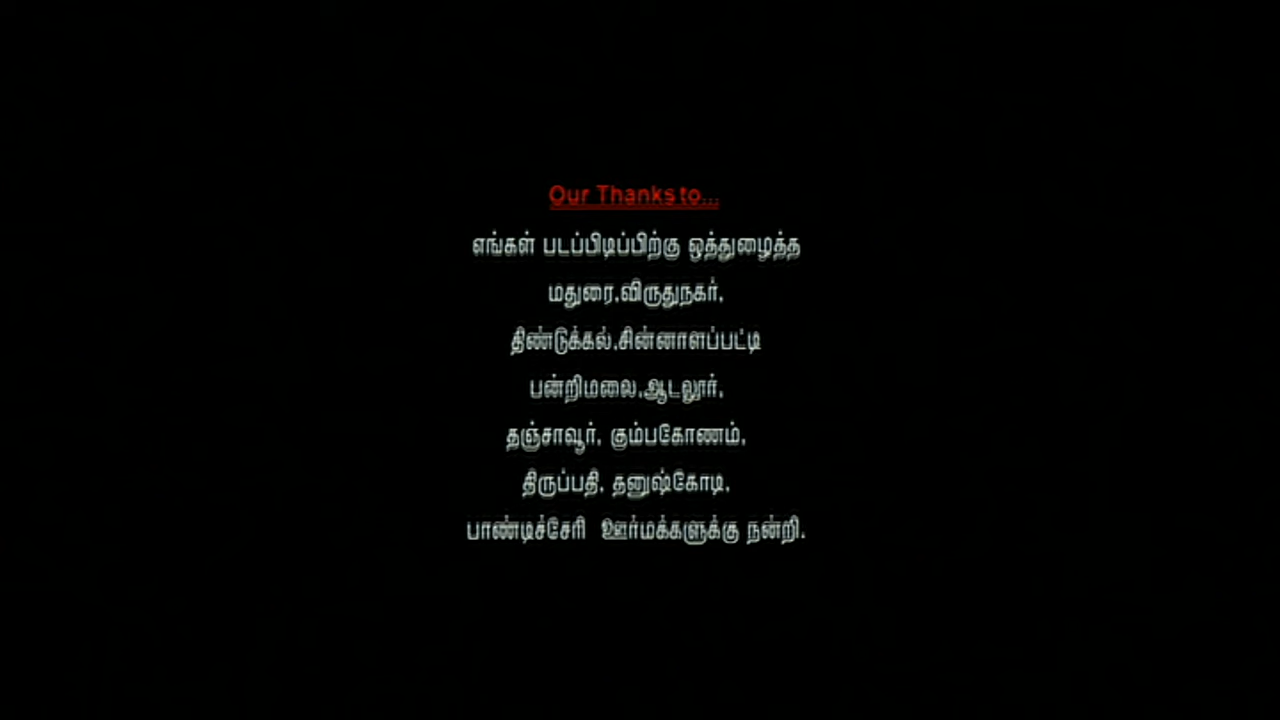 Our Thanks to...
எங்கள் படப்பிடிப்பிற்கு ஒத்துழைத்த
மதுரை,விருதுநகர்,
திண்டுக்கல்,சின்னாளப்பட்டி
பன்றிமலை,ஆடலூர்,
தஞ்சாவூர், கும்பகோணம்,
திருப்பதி, தனுஷ்கோடி,
பாண்டிச்சேரி ஊர்மக்களுக்கு நன்றி.